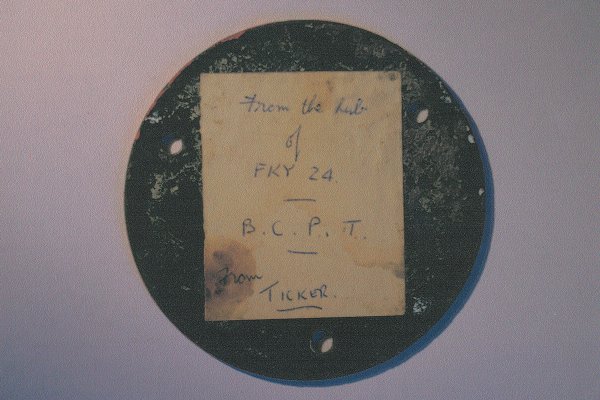 From the hub
of
FKY 24.
B. C. P. T.
From
TICKER.